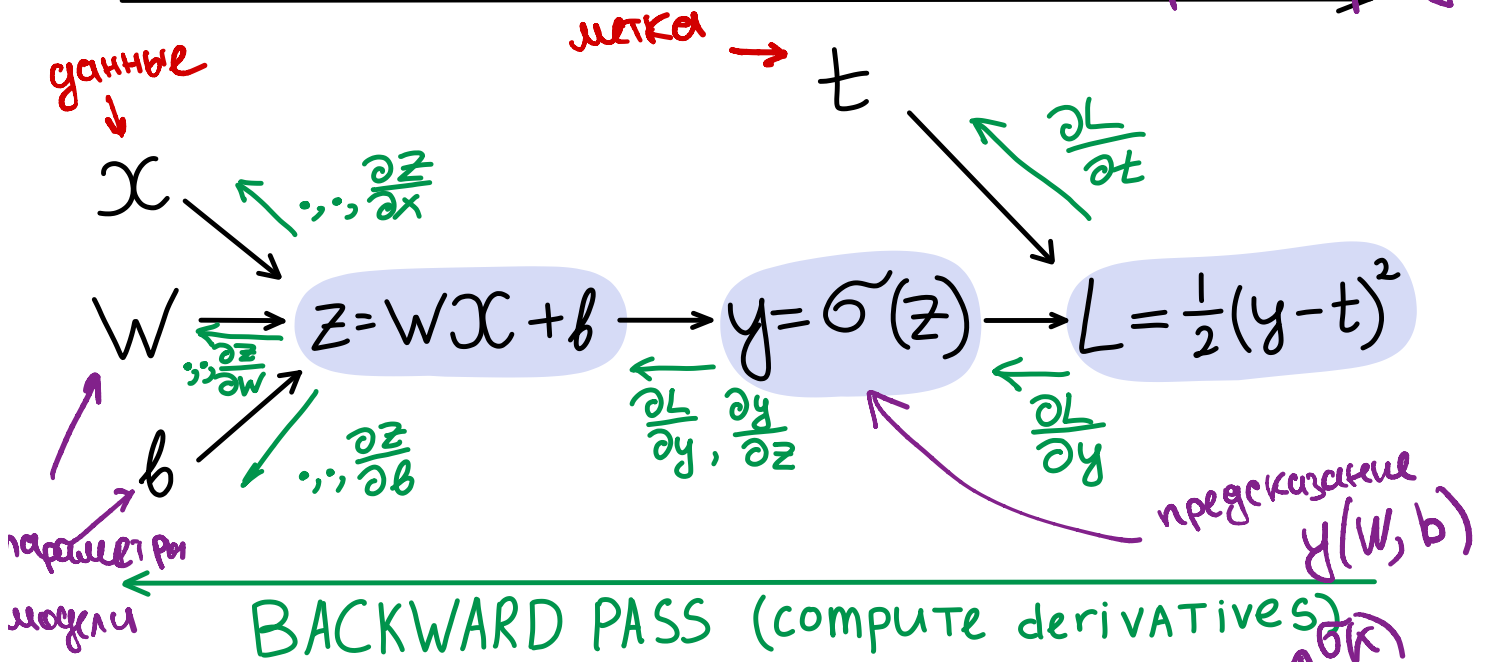 метка → t
данные
x
∂L/∂t
.,.,∂z/∂x
W
z = Wx + b
y = σ(z)
L = 1/2(y - t)²
.,.,∂z/∂W
∂L/∂y, ∂y/∂z
∂L/∂y
b
.,.,∂z/∂b
предсказание
y(W, b)
параметры
модели
BACKWARD PASS (compute derivatives)